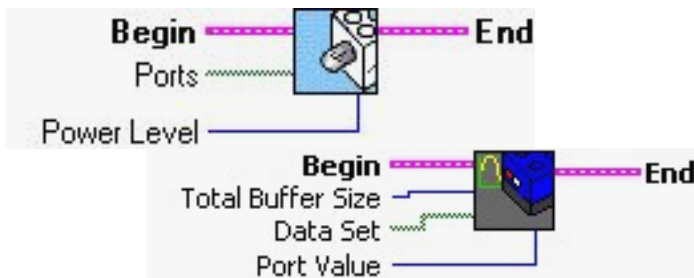 Begin End
Ports
Power Level
Begin End
Total Buffer Size
Data Set
Port Value